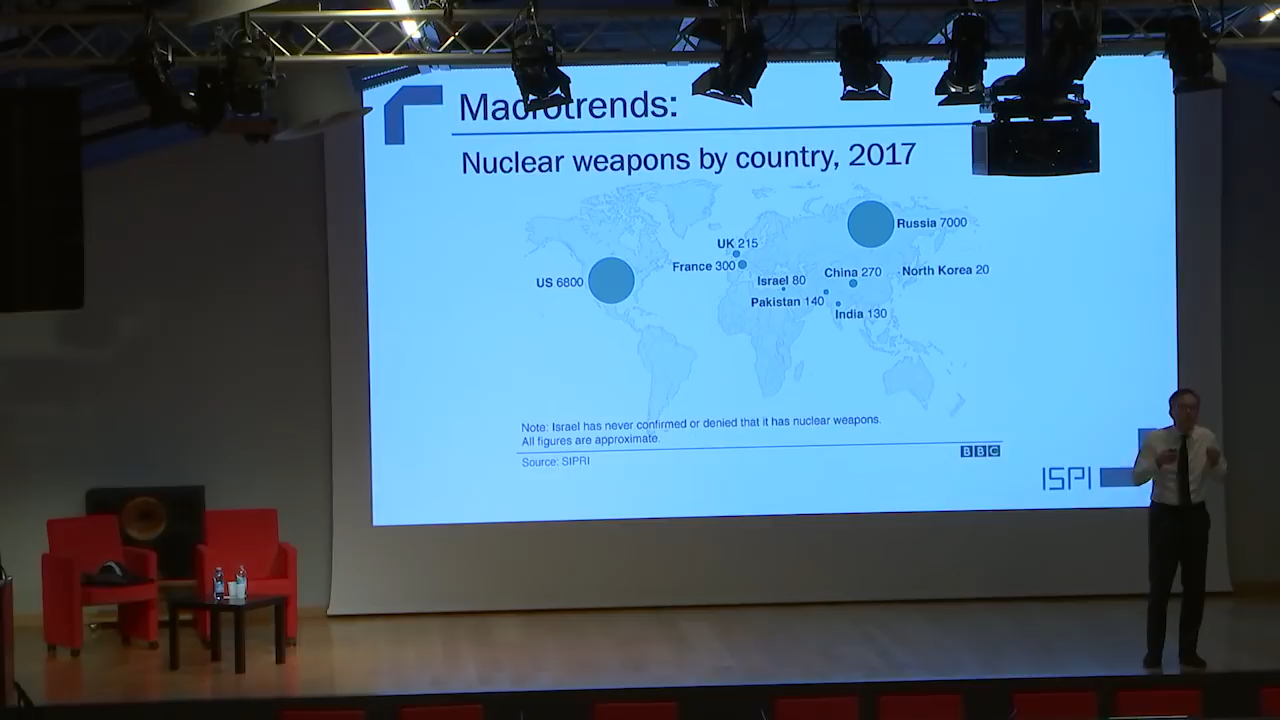 Macrotrends:
Nuclear weapons by country, 2017
Russia 7000
UK 215
France 300
China 270
North Korea 20
US 6800
Israel 80
Pakistan 140
India 130
Note: Israel has never confirmed or denied that it has nuclear weapons.
All figures are approximate.
Source: SIPRI
BBC
ISPI